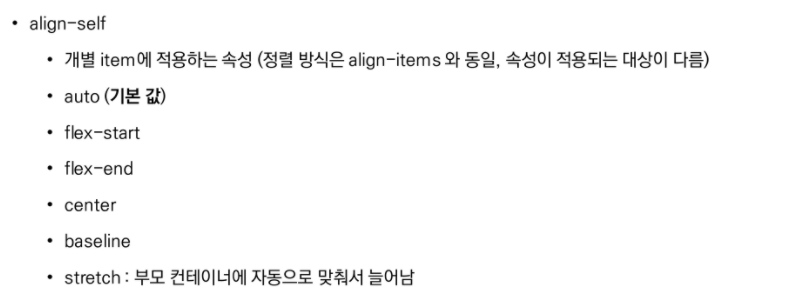 • align-self
• 개별 item에 적용하는 속성 (정렬 방식은 align-items 와 동일, 속성이 적용되는 대상이 다름)
• auto (기본 값)
• flex-start
• flex-end
• center
• baseline
• stretch : 부모 컨테이너에 자동으로 맞춰서 늘어남